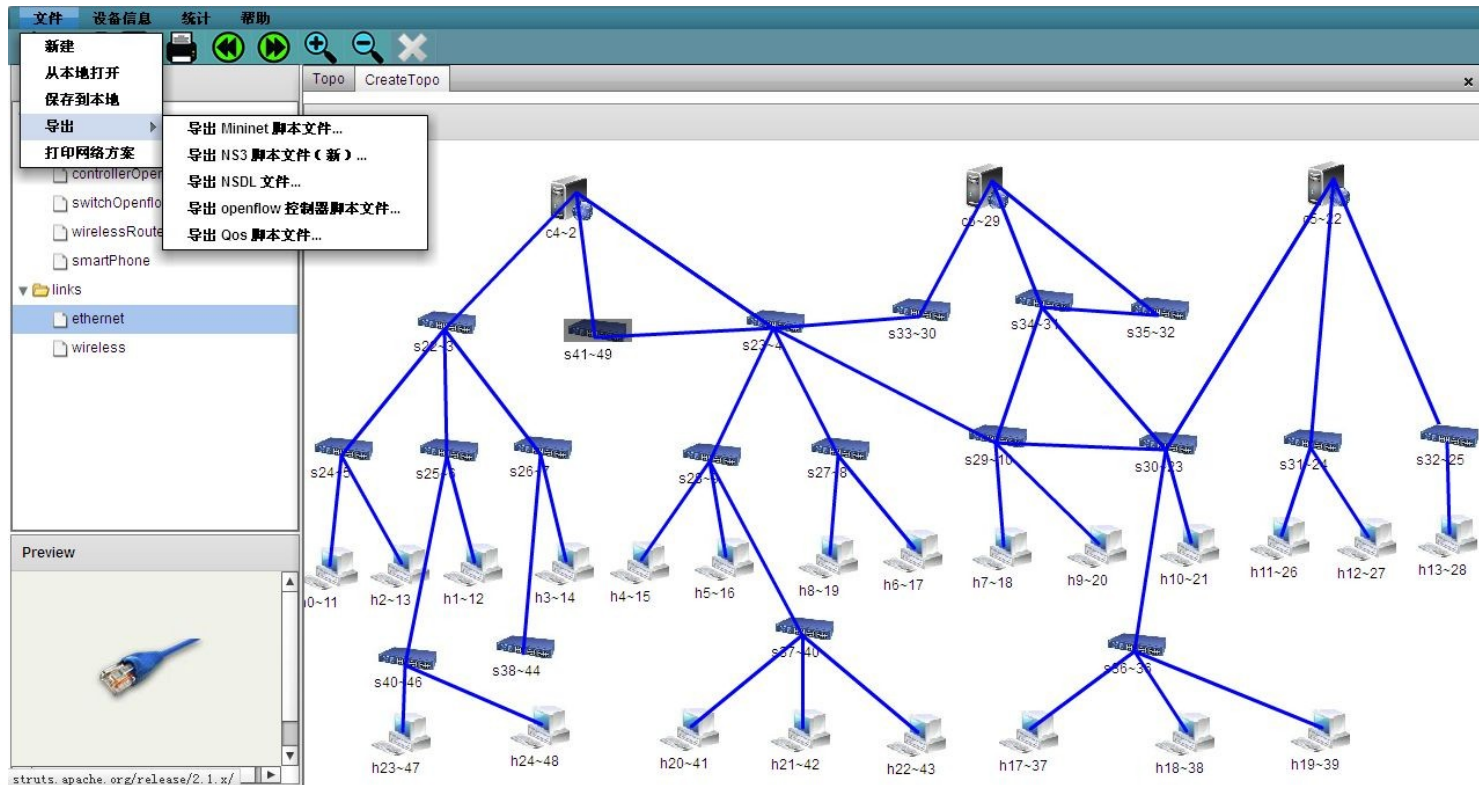 文件 设备信息 统计 帮助
新建
从本地打开
保存到本地
导出
打印网络方案
导出 Mininet 脚本文件...
导出 NS3 脚本文件（新）...
导出 NSDL 文件...
导出 openflow 控制器脚本文件...
导出 Qos 脚本文件...
Topo CreateTopo
smartPhone
links
ethernet
wireless
Preview
struts.apache.org/release/2.1.x/
c4~2
c5~22
s22~3
s41~49
s23~4
s33~30
s34~31
s35~32
s24~5
s25~6
s26~7
s28~9
s27~8
s29~10
s30~23
s31~24
s32~25
h2~13
h1~12
h3~14
h4~15
h5~16
h8~19
h6~17
h7~18
h9~20
h10~21
h11~26
h12~27
h13~28
s40~46
s38~44
s37~40
h23~47
h24~48
h20~41
h21~42
h22~43
h17~37
h18~38
h19~39